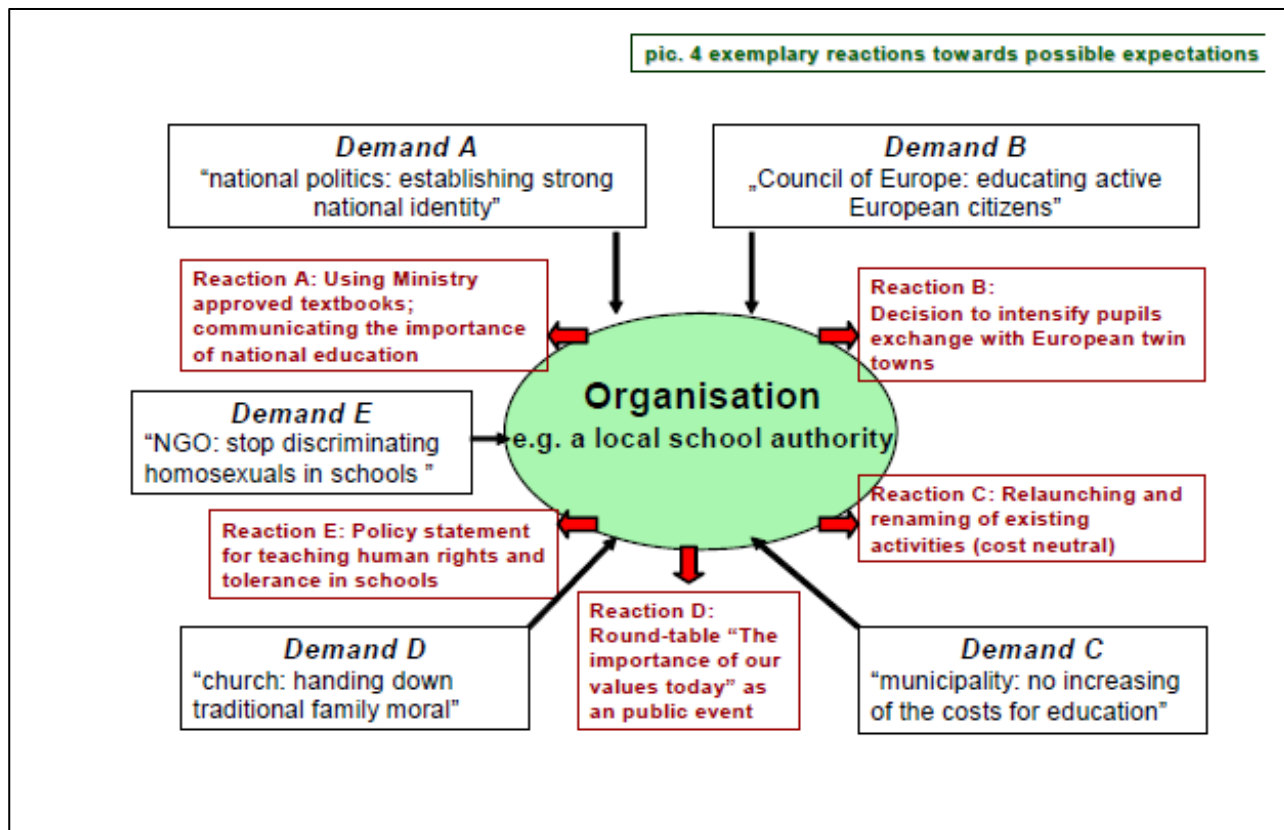 pic. 4 exemplary reactions towards possible expectations
Demand A
“national politics: establishing strong
national identity”
Demand B
„Council of Europe: educating active
European citizens”
Reaction A: Using Ministry
approved textbooks;
communicating the importance
of national education
Reaction B:
Decision to intensify pupils
exchange with European twin
towns
Organisation
e.g. a local school authority
Demand E
“NGO: stop discriminating
homosexuals in schools ”
Reaction E: Policy statement
for teaching human rights and
tolerance in schools
Reaction C: Relaunching and
renaming of existing
activities (cost neutral)
Demand D
“church: handing down
traditional family moral”
Reaction D:
Round-table “The
importance of our
values today” as
an public event
Demand C
“municipality: no increasing
of the costs for education”